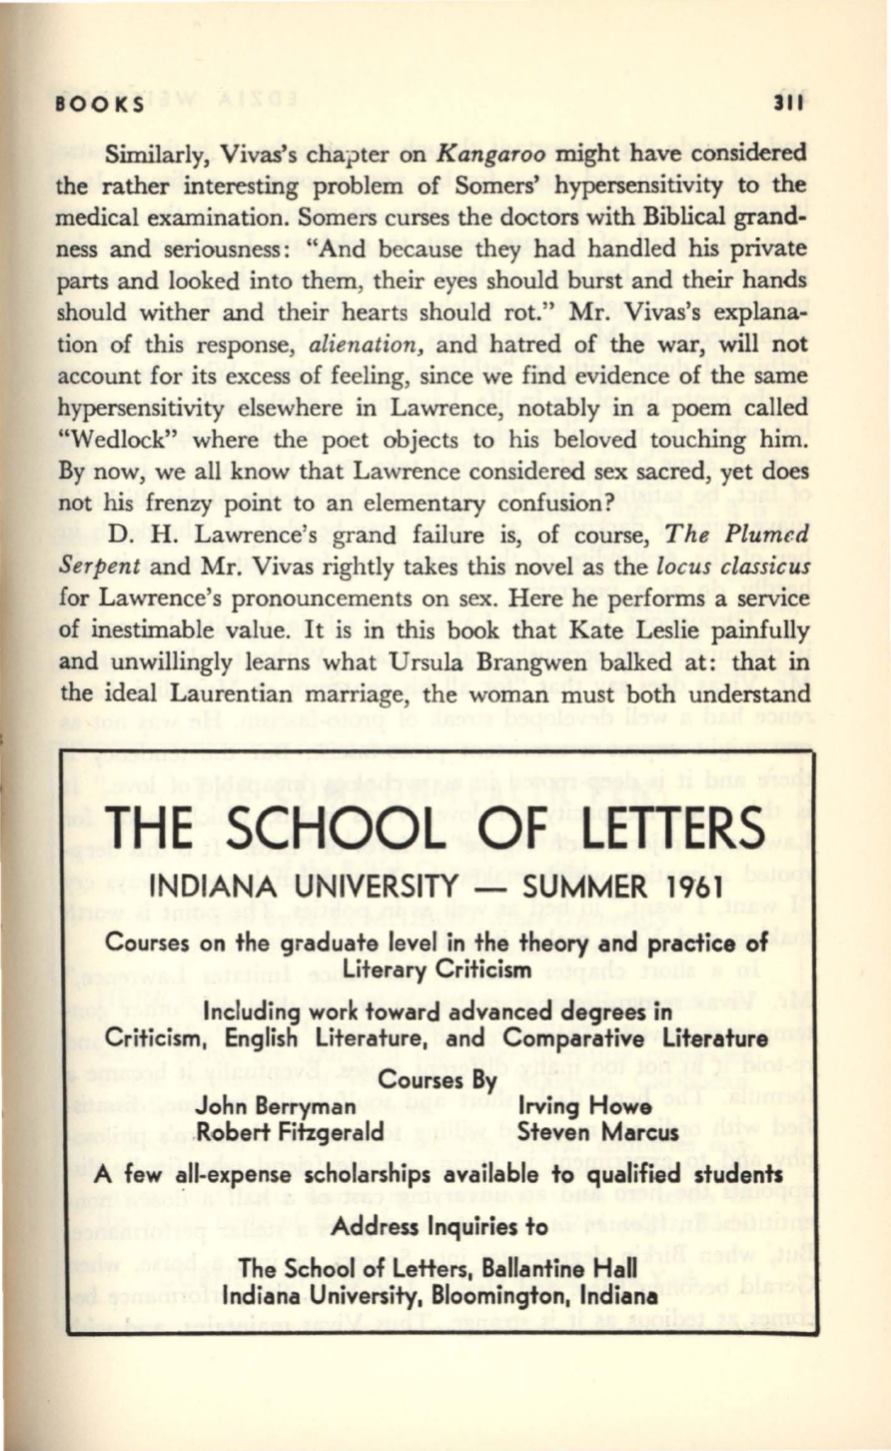 BOOKS 311
Similarly, Vivas's chapter on Kangaroo might have considered
the rather interesting problem of Somers' hypersensitivity to the
medical examination. Somers curses the doctors with Biblical grand-
ness and seriousness: "And because they had handled his private
parts and looked into them, their eyes should burst and their hands
should wither and their hearts should rot." Mr. Vivas's explana-
tion of this response, alienation, and hatred of the war, will not
account for its excess of feeling, since we find evidence of the same
hypersensitivity elsewhere in Lawrence, notably in a poem called
"Wedlock" where the poet objects to his beloved touching him.
By now, we all know that Lawrence considered sex sacred, yet does
not his frenzy point to an elementary confusion?
D. H. Lawrence's grand failure is, of course, The Plumed
Serpent and Mr. Vivas rightly takes this novel as the locus classicus
for Lawrence's pronouncements on sex. Here he performs a service
of inestimable value. It is in this book that Kate Leslie painfully
and unwillingly learns what Ursula Brangwen balked at: that in
the ideal Laurentian marriage, the woman must both understand
THE SCHOOL OF LETTERS
INDIANA UNIVERSITY — SUMMER 1961
Courses on the graduate level in the theory and practice of
Literary Criticism
Including work toward advanced degrees in
Criticism, English Literature, and Comparative Literature
Courses By
John Berryman Irving Howe
Robert Fitzgerald Steven Marcus
A few all-expense scholarships available to qualified students
Address Inquiries to
The School of Letters, Ballantine Hall
Indiana University, Bloomington, Indiana